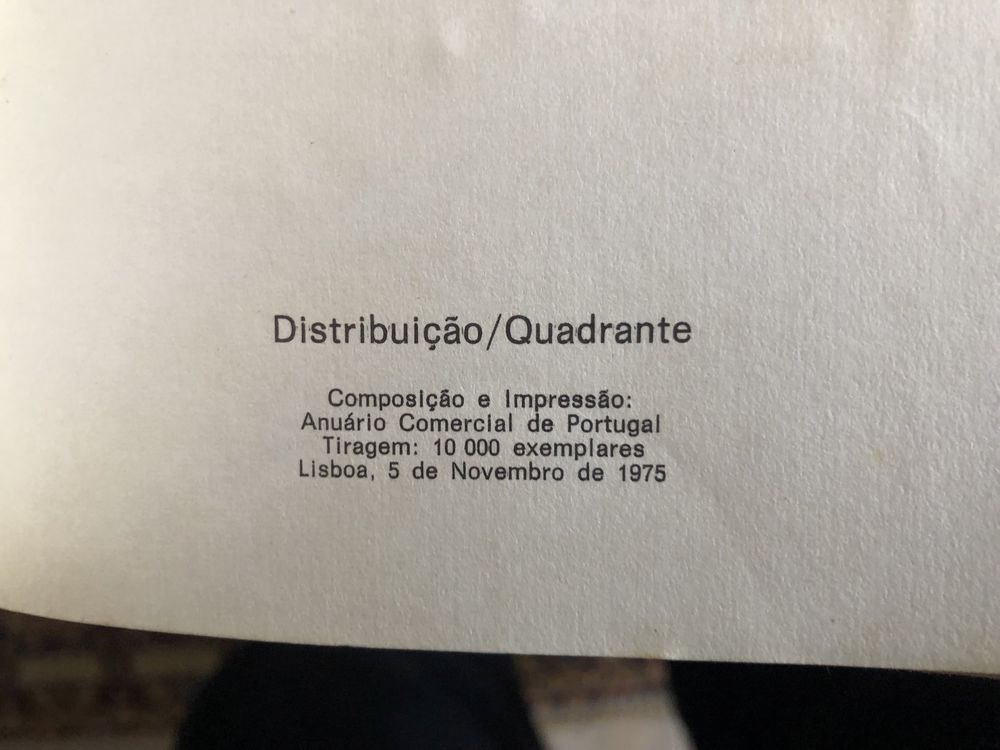 Distribuição/Quadrante
Composição e Impressão:
Anuário Comercial de Portugal
Tiragem: 10 000 exemplares
Lisboa, 5 de Novembro de 1975